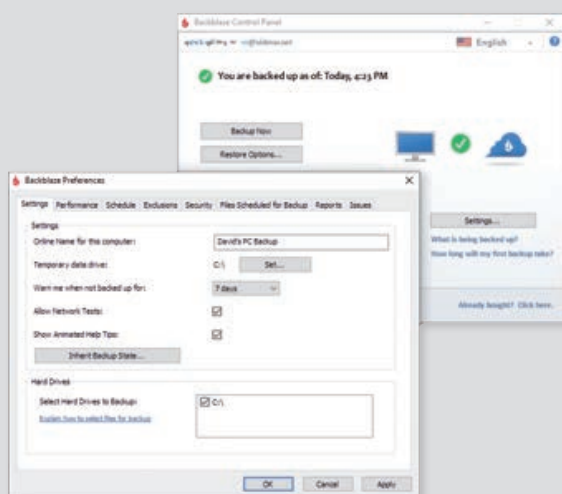 Backblaze Control Panel
English
You are backed up as of: Today, 4:23 PM
Backup Now
Restore Options...
Settings...
What is being backed up?
How long will my first backup take?
Already bought? Click here.
Backblaze Preferences
Settings Performance Schedule Exclusions Security Files Scheduled for Backup Reports Issues
Settings
Online Name for this computer: David's PC Backup
Temporary data drive: C:\ Set...
Warn me when not backed up for: 7 days
Allow Network Tests:
Show Animated Help Tips:
Inherit Backup State...
Hard Drives
Select Hard Drives to Backup: C:\
Explain how to select files for backup
OK Cancel Apply